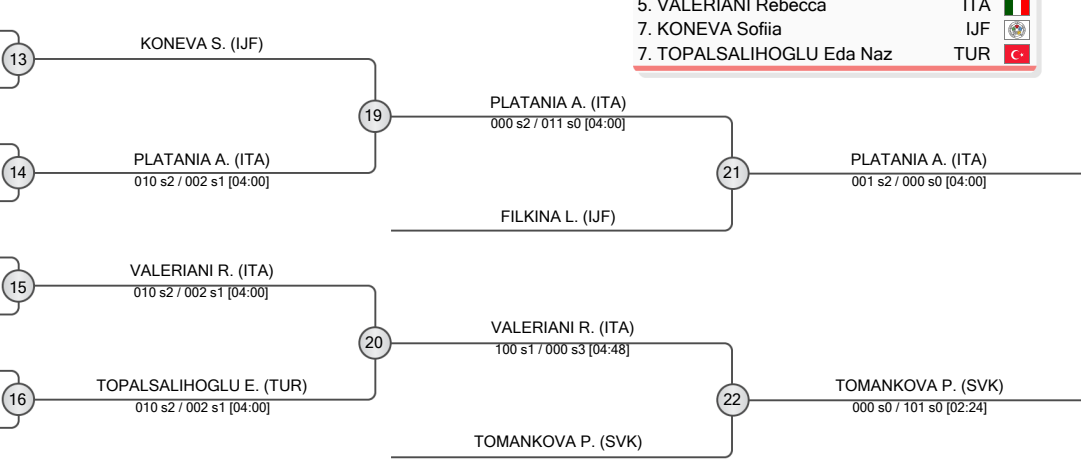 5. VALERIANI Rebecca ITA
7. KONEVA Sofiia IJF
7. TOPALSALIHOGLU Eda Naz TUR
13
KONEVA S. (IJF)
19
PLATANIA A. (ITA)
000 s2 / 011 s0 [04:00]
14
PLATANIA A. (ITA)
010 s2 / 002 s1 [04:00]
21
PLATANIA A. (ITA)
001 s2 / 000 s0 [04:00]
FILKINA L. (IJF)
15
VALERIANI R. (ITA)
010 s2 / 002 s1 [04:00]
20
VALERIANI R. (ITA)
100 s1 / 000 s3 [04:48]
16
TOPALSALIHOGLU E. (TUR)
010 s2 / 002 s1 [04:00]
22
TOMANKOVA P. (SVK)
000 s0 / 101 s0 [02:24]
TOMANKOVA P. (SVK)